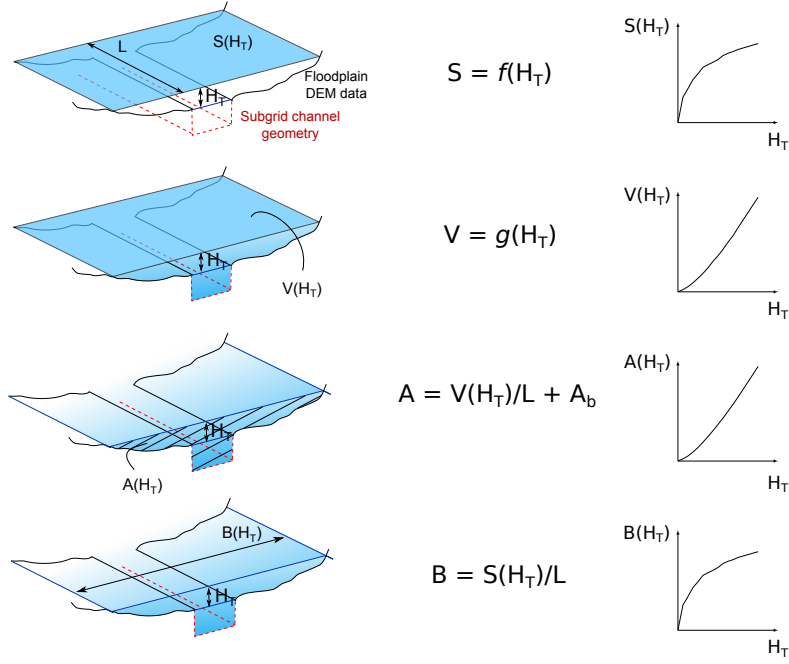 L
S(H_T)
H_T
Floodplain
DEM data
Subgrid channel
geometry
S = f(H_T)
S(H_T)
H_T
H_T
V(H_T)
V = g(H_T)
V(H_T)
H_T
H_T
A(H_T)
A = V(H_T)/L + A_b
A(H_T)
H_T
B(H_T)
H_T
B = S(H_T)/L
B(H_T)
H_T